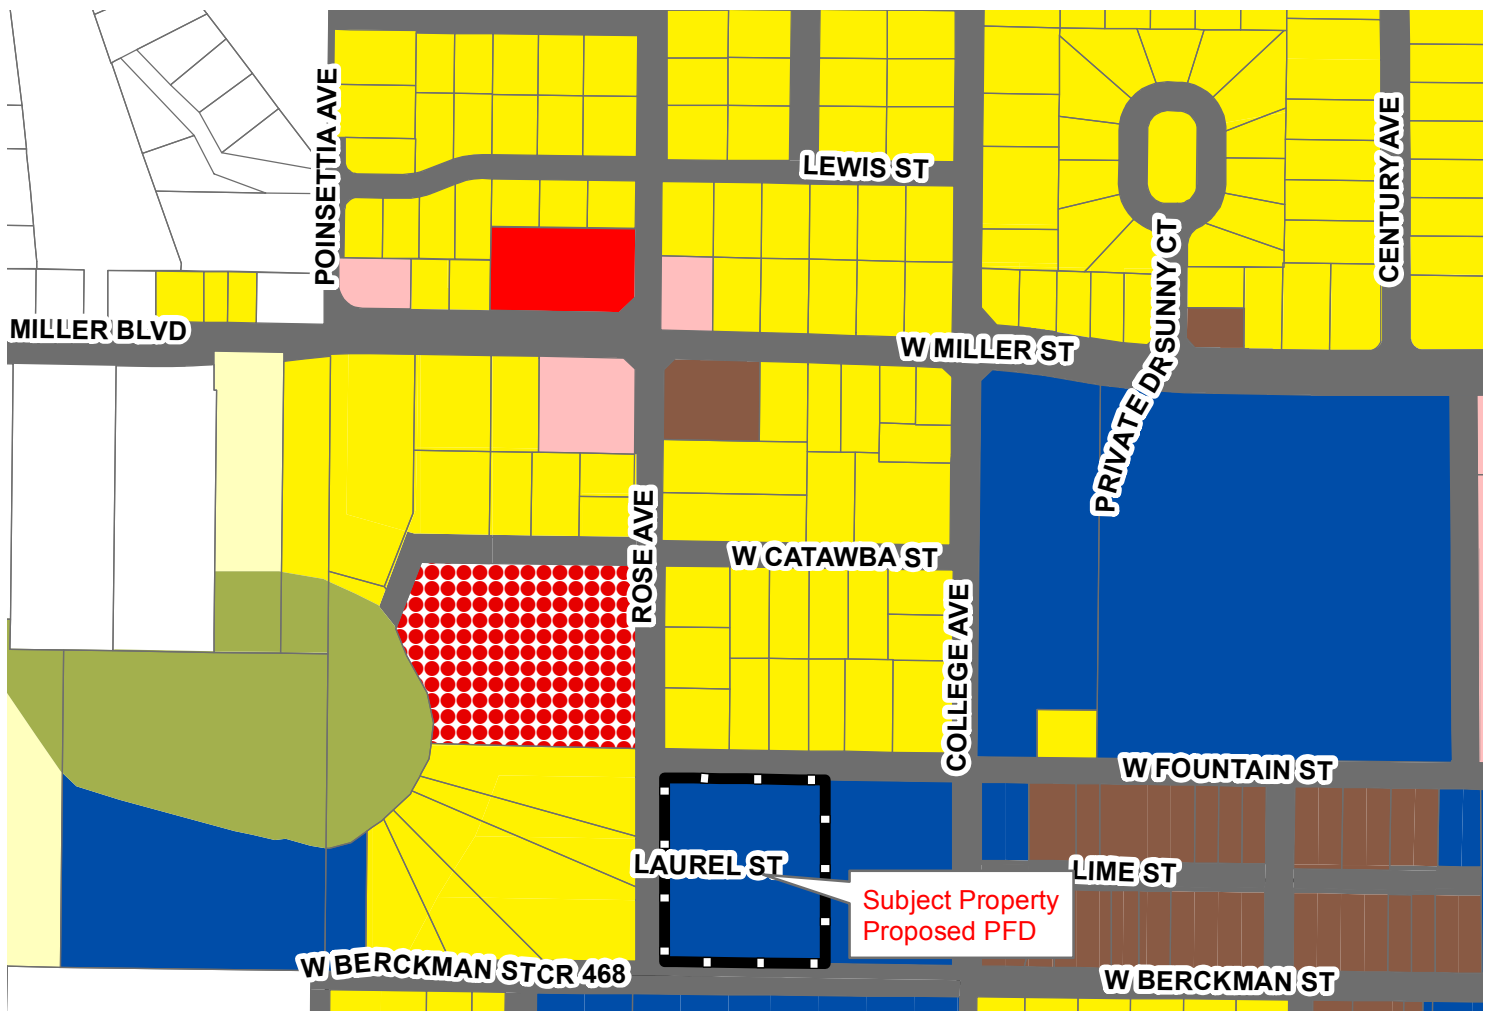 POINSETTIA AVE
LEWIS ST
CENTURY AVE
SUNNY CT
MILLER BLVD
W MILLER ST
PRIVATE DR
ROSE AVE
W CATAWBA ST
COLLEGE AVE
W FOUNTAIN ST
LAUREL ST
LIME ST
Subject Property
Proposed PFD
W BERCKMAN ST
CR 468
W BERCKMAN ST